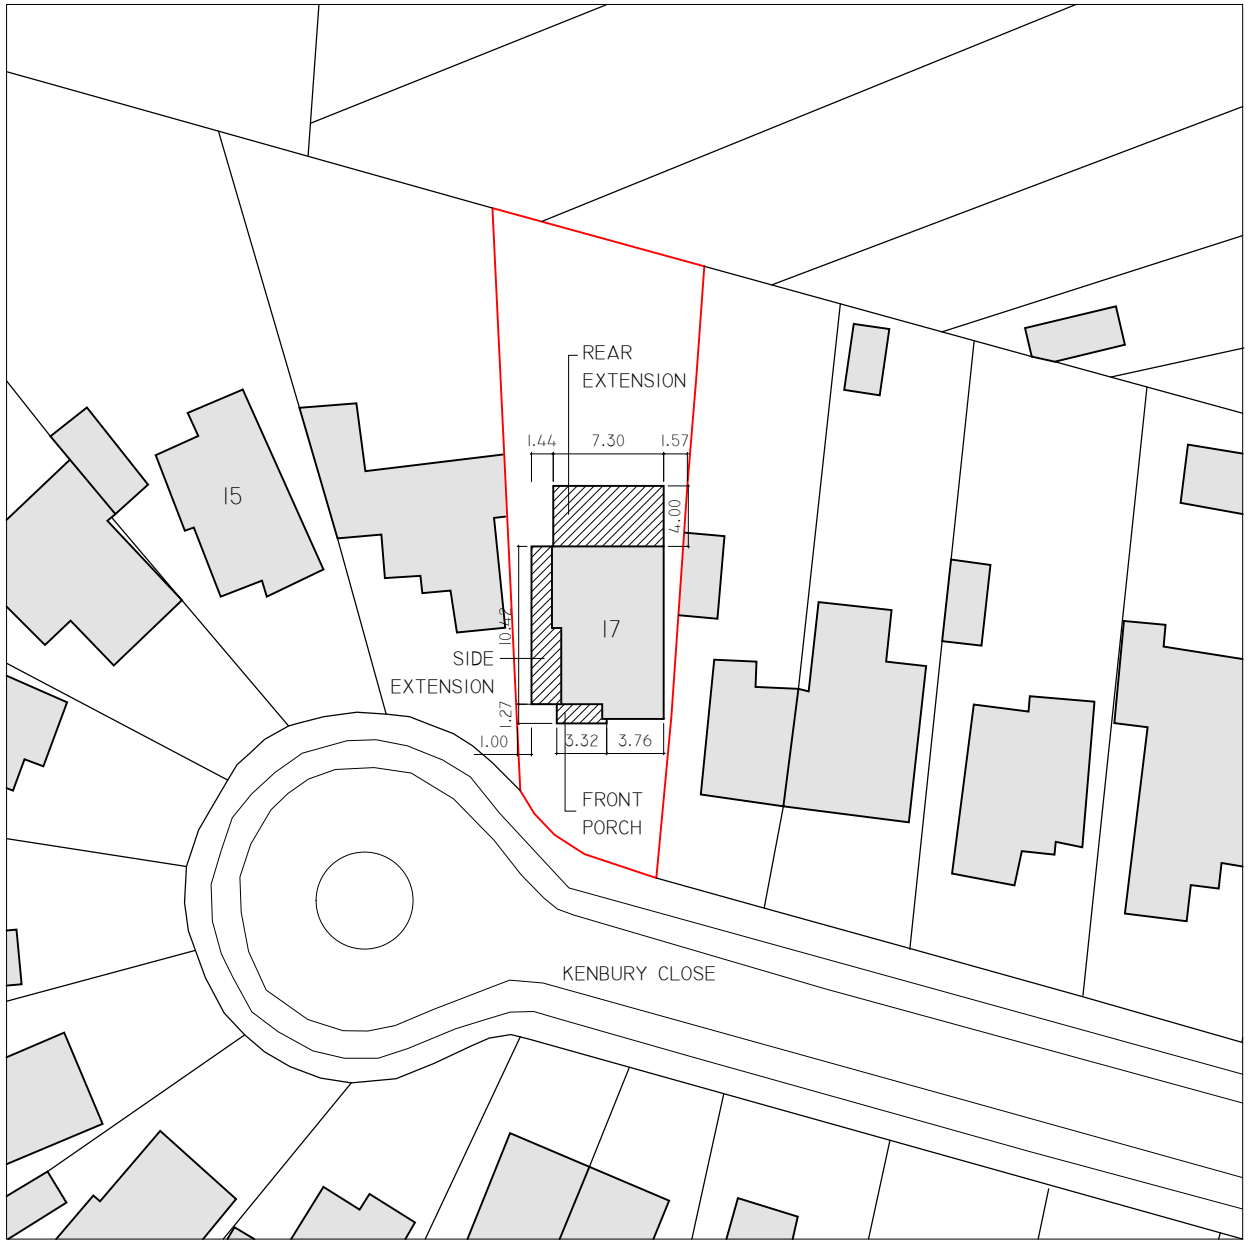 REAR
EXTENSION
1.44
7.30
1.57
15
4.00
10.42
17
SIDE
EXTENSION
1.27
1.00
3.32
3.76
FRONT
PORCH
KENBURY CLOSE